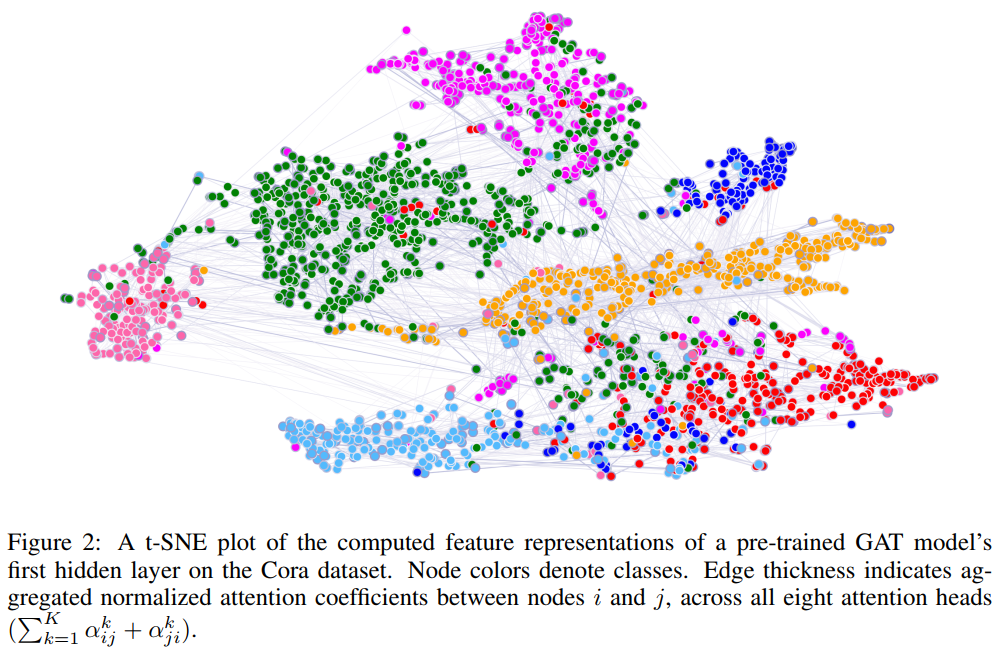 Figure 2: A t-SNE plot of the computed feature representations of a pre-trained GAT model's
first hidden layer on the Cora dataset. Node colors denote classes. Edge thickness indicates ag-
gregated normalized attention coefficients between nodes i and j, across all eight attention heads
(∑_{k=1}^{K} α_{ij}^{k} + α_{ji}^{k}).